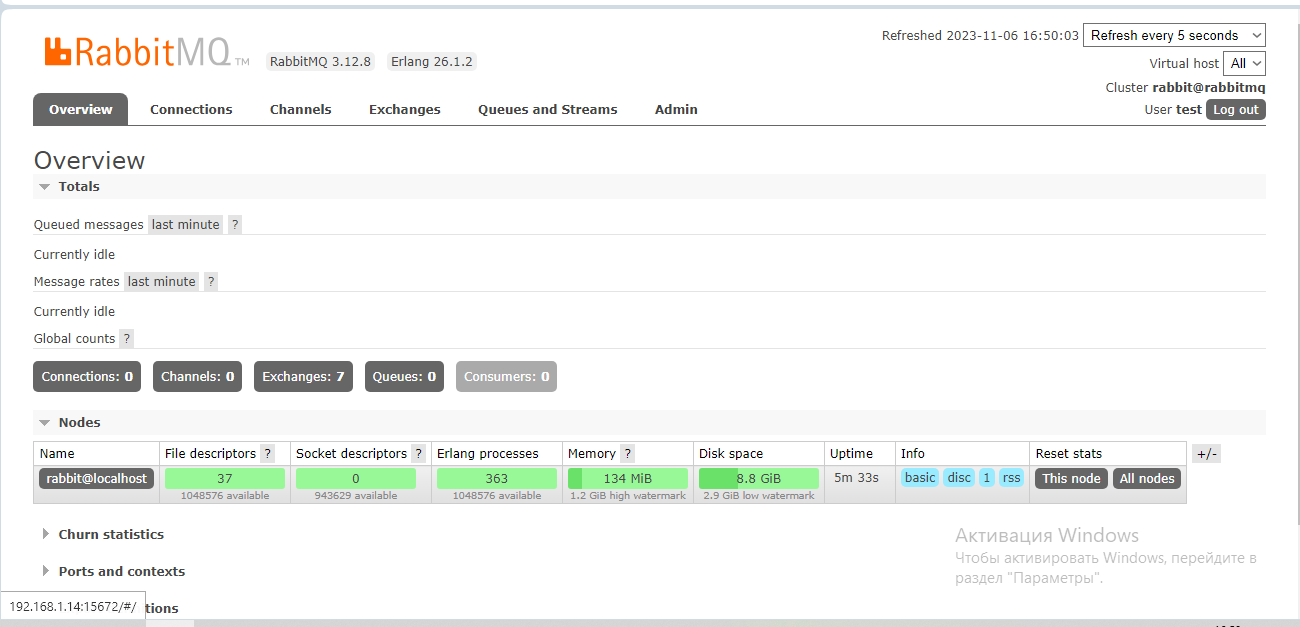 RabbitMQ TM RabbitMQ 3.12.8 Erlang 26.1.2
Refreshed 2023-11-06 16:50:03 Refresh every 5 seconds
Virtual host All
Cluster rabbit@rabbitmq
User test Log out
Overview Connections Channels Exchanges Queues and Streams Admin
Overview
Totals
Queued messages last minute ?
Currently idle
Message rates last minute ?
Currently idle
Global counts ?
Connections: 0 Channels: 0 Exchanges: 7 Queues: 0 Consumers: 0
Nodes
Name File descriptors ? Socket descriptors ? Erlang processes Memory ? Disk space Uptime Info Reset stats +/-
rabbit@localhost 37 0 363 134 MiB 8.8 GiB 5m 33s basic disc 1 rss This node All nodes
1048576 available 943629 available 1048576 available 1.2 GiB high watermark 2.9 GiB low watermark
Churn statistics
Ports and contexts
tions
192.168.1.14:15672/#/
Активация Windows
Чтобы активировать Windows, перейдите в
раздел "Параметры".